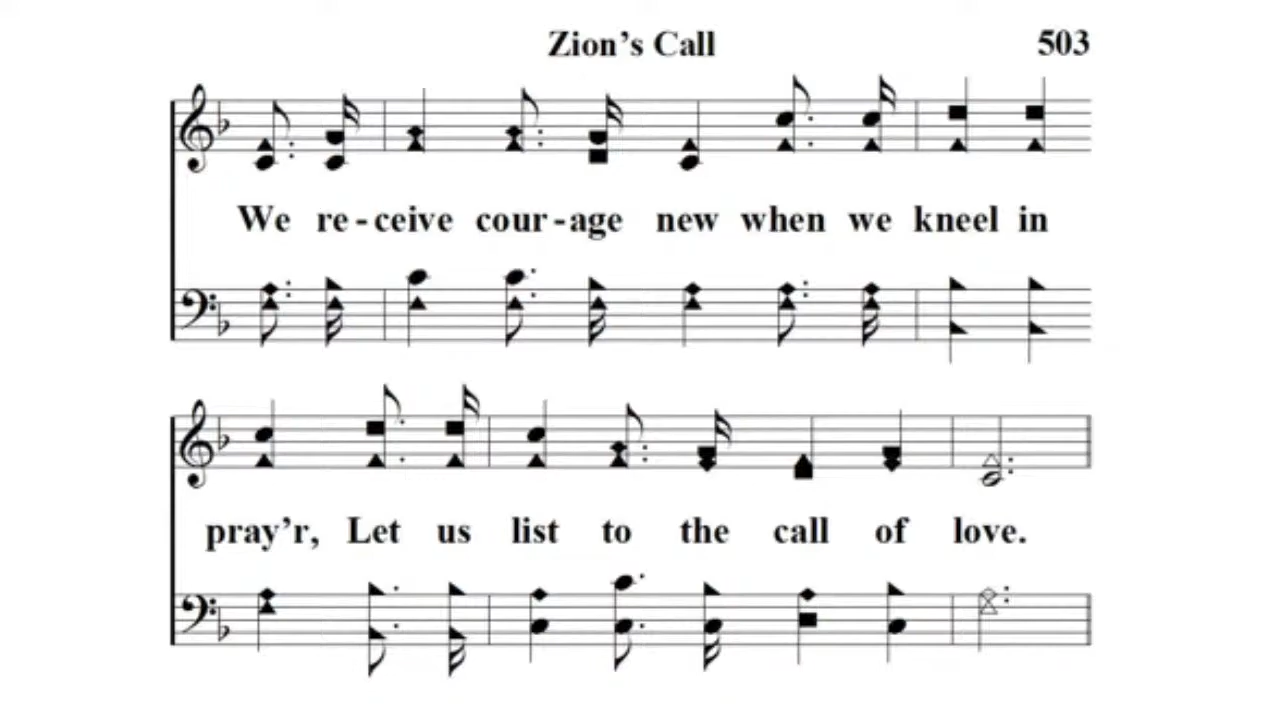 Zion's Call 503
We re-ceive cour-age new when we kneel in
pray'r, Let us list to the call of love.